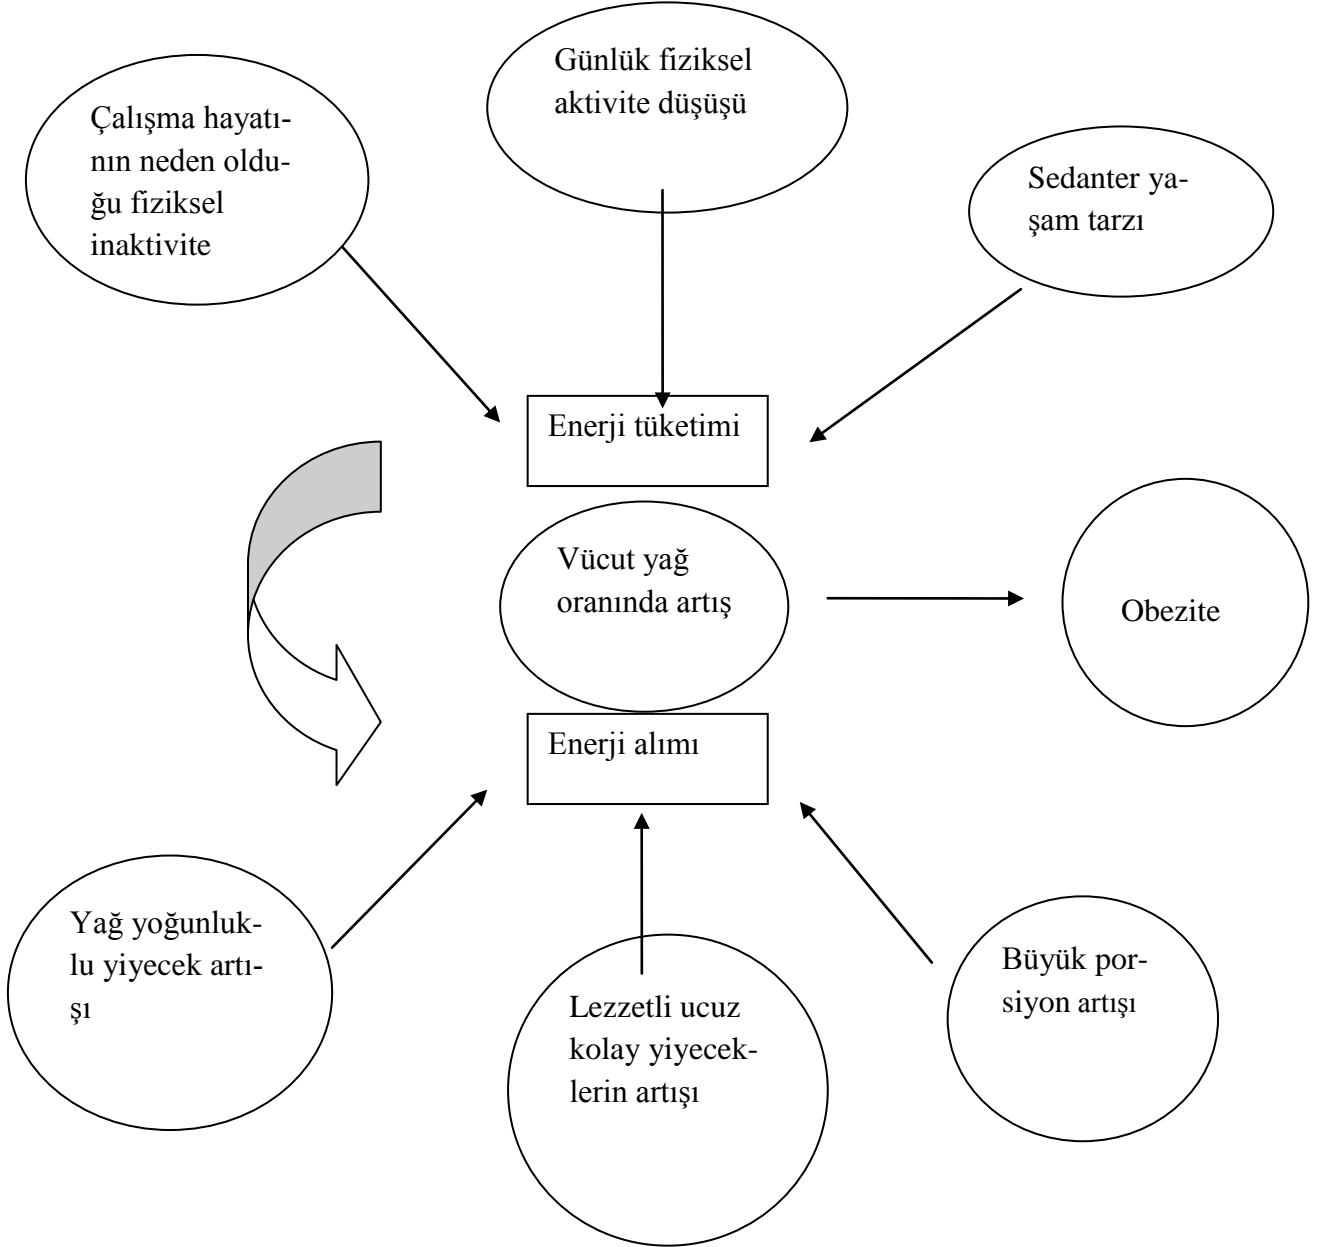 Günlük fiziksel
aktivite düşüşü
Çalışma hayatı-
nın neden oldu-
ğu fiziksel
inaktivite
Sedanter ya-
şam tarzı
Enerji tüketimi
Vücut yağ
oranında artış
Obezite
Enerji alımı
Yağ yoğunluk-
lu yiyecek artı-
şı
Lezzetli ucuz
kolay yiyecek-
lerin artışı
Büyük por-
siyon artışı